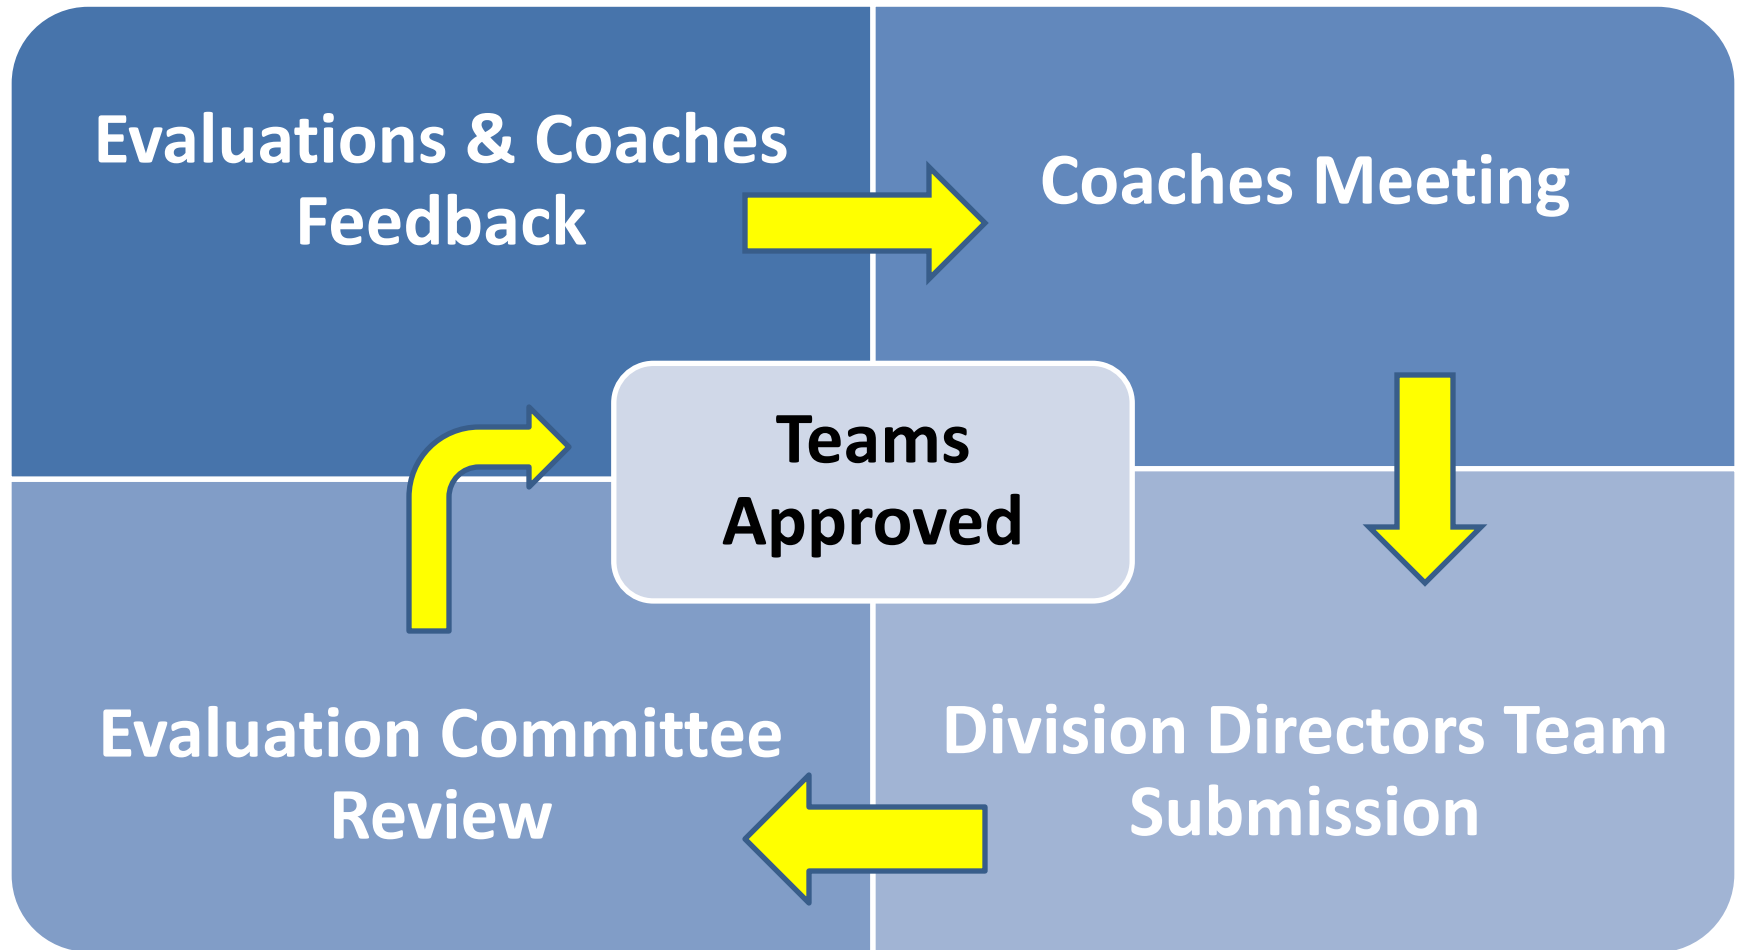 Evaluations & Coaches
Feedback
Coaches Meeting
Teams
Approved
Evaluation Committee
Review
Division Directors Team
Submission